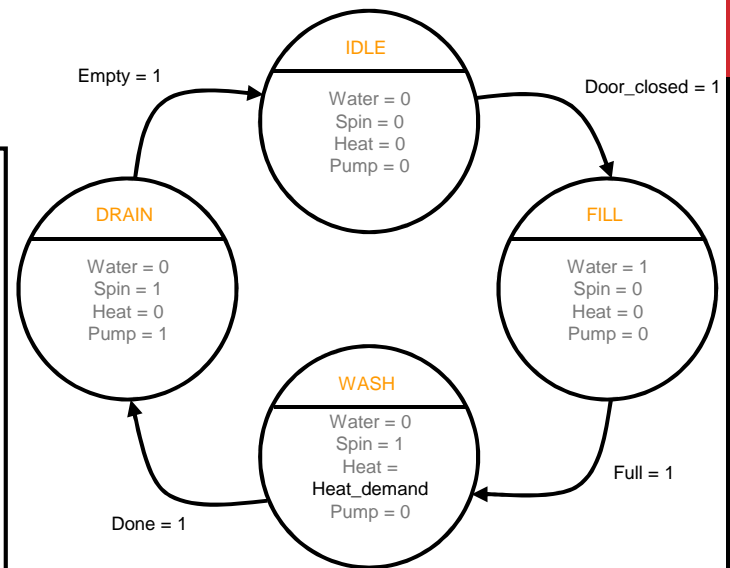 IDLE
Water = 0
Spin = 0
Heat = 0
Pump = 0
Empty = 1
Door_closed = 1
DRAIN
Water = 0
Spin = 1
Heat = 0
Pump = 1
FILL
Water = 1
Spin = 0
Heat = 0
Pump = 0
WASH
Water = 0
Spin = 1
Heat =
Heat_demand
Pump = 0
Full = 1
Done = 1